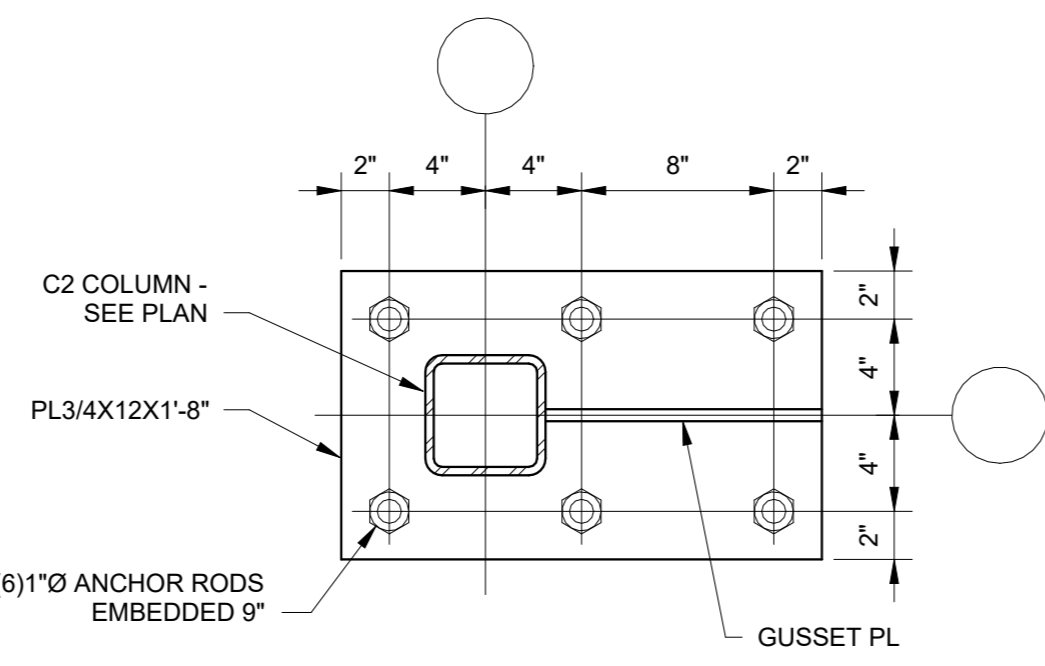 2" 4" 4" 8" 2"
C2 COLUMN -
SEE PLAN
2"
4"
PL3/4X12X1'-8"
4"
2"
(6)1"Ø ANCHOR RODS
EMBEDDED 9"
GUSSET PL